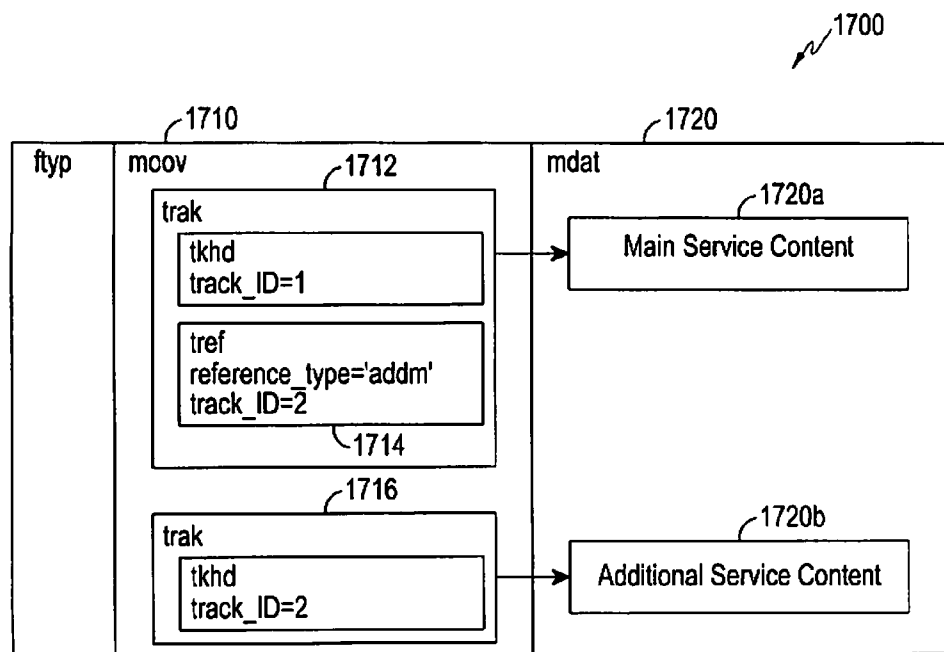 1700
1710
1720
ftyp
moov
mdat
1712
trak
tkhd
track_ID=1
1720a
Main Service Content
tref
reference_type='addm'
track_ID=2
1714
1716
trak
tkhd
track_ID=2
1720b
Additional Service Content